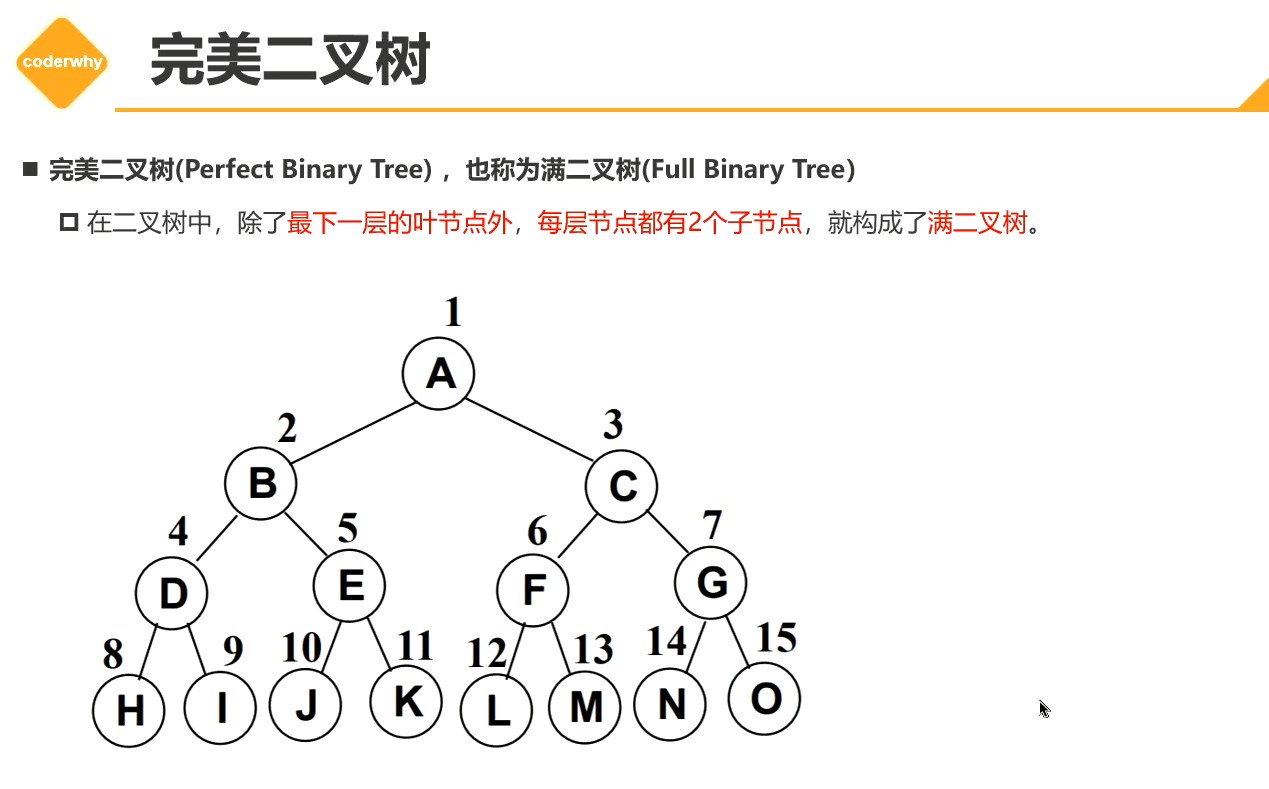 coderwhy
完美二叉树
完美二叉树(Perfect Binary Tree) ，也称为满二叉树(Full Binary Tree)
在二叉树中，除了最下一层的叶节点外，每层节点都有2个子节点，就构成了满二叉树。
1
A
2 3
B C
4 5 6 7
D E F G
8 9 10 11 12 13 14 15
H I J K L M N O